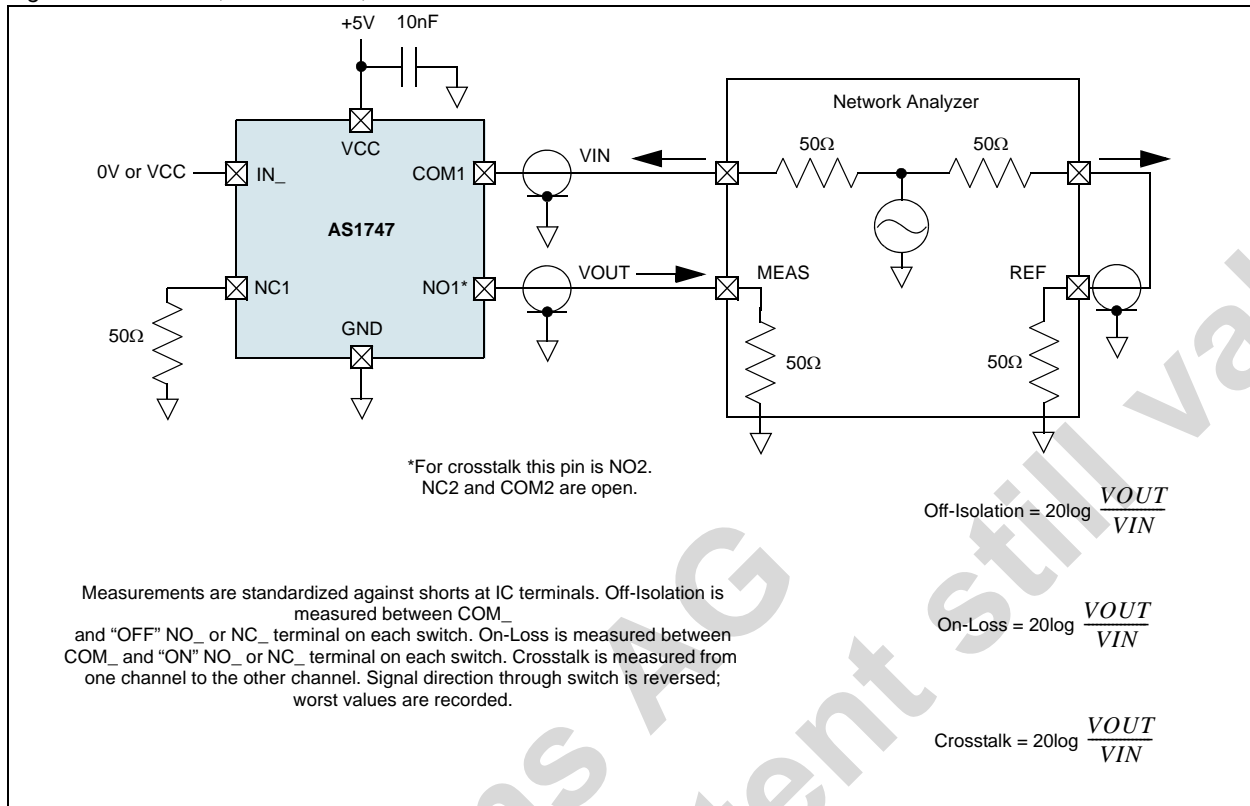 +5V
10nF
Network Analyzer
VCC
0V or VCC
IN_
COM1
VIN
50Ω
50Ω
AS1747
NC1
NO1*
VOUT
MEAS
REF
GND
50Ω
50Ω
50Ω
*For crosstalk this pin is NO2.
NC2 and COM2 are open.
Off-Isolation = 20log VOUT
VIN
Measurements are standardized against shorts at IC terminals. Off-Isolation is
measured between COM_
and “OFF” NO_ or NC_ terminal on each switch. On-Loss is measured between
COM_ and “ON” NO_ or NC_ terminal on each switch. Crosstalk is measured from
one channel to the other channel. Signal direction through switch is reversed;
worst values are recorded.
On-Loss = 20log VOUT
VIN
Crosstalk = 20log VOUT
VIN